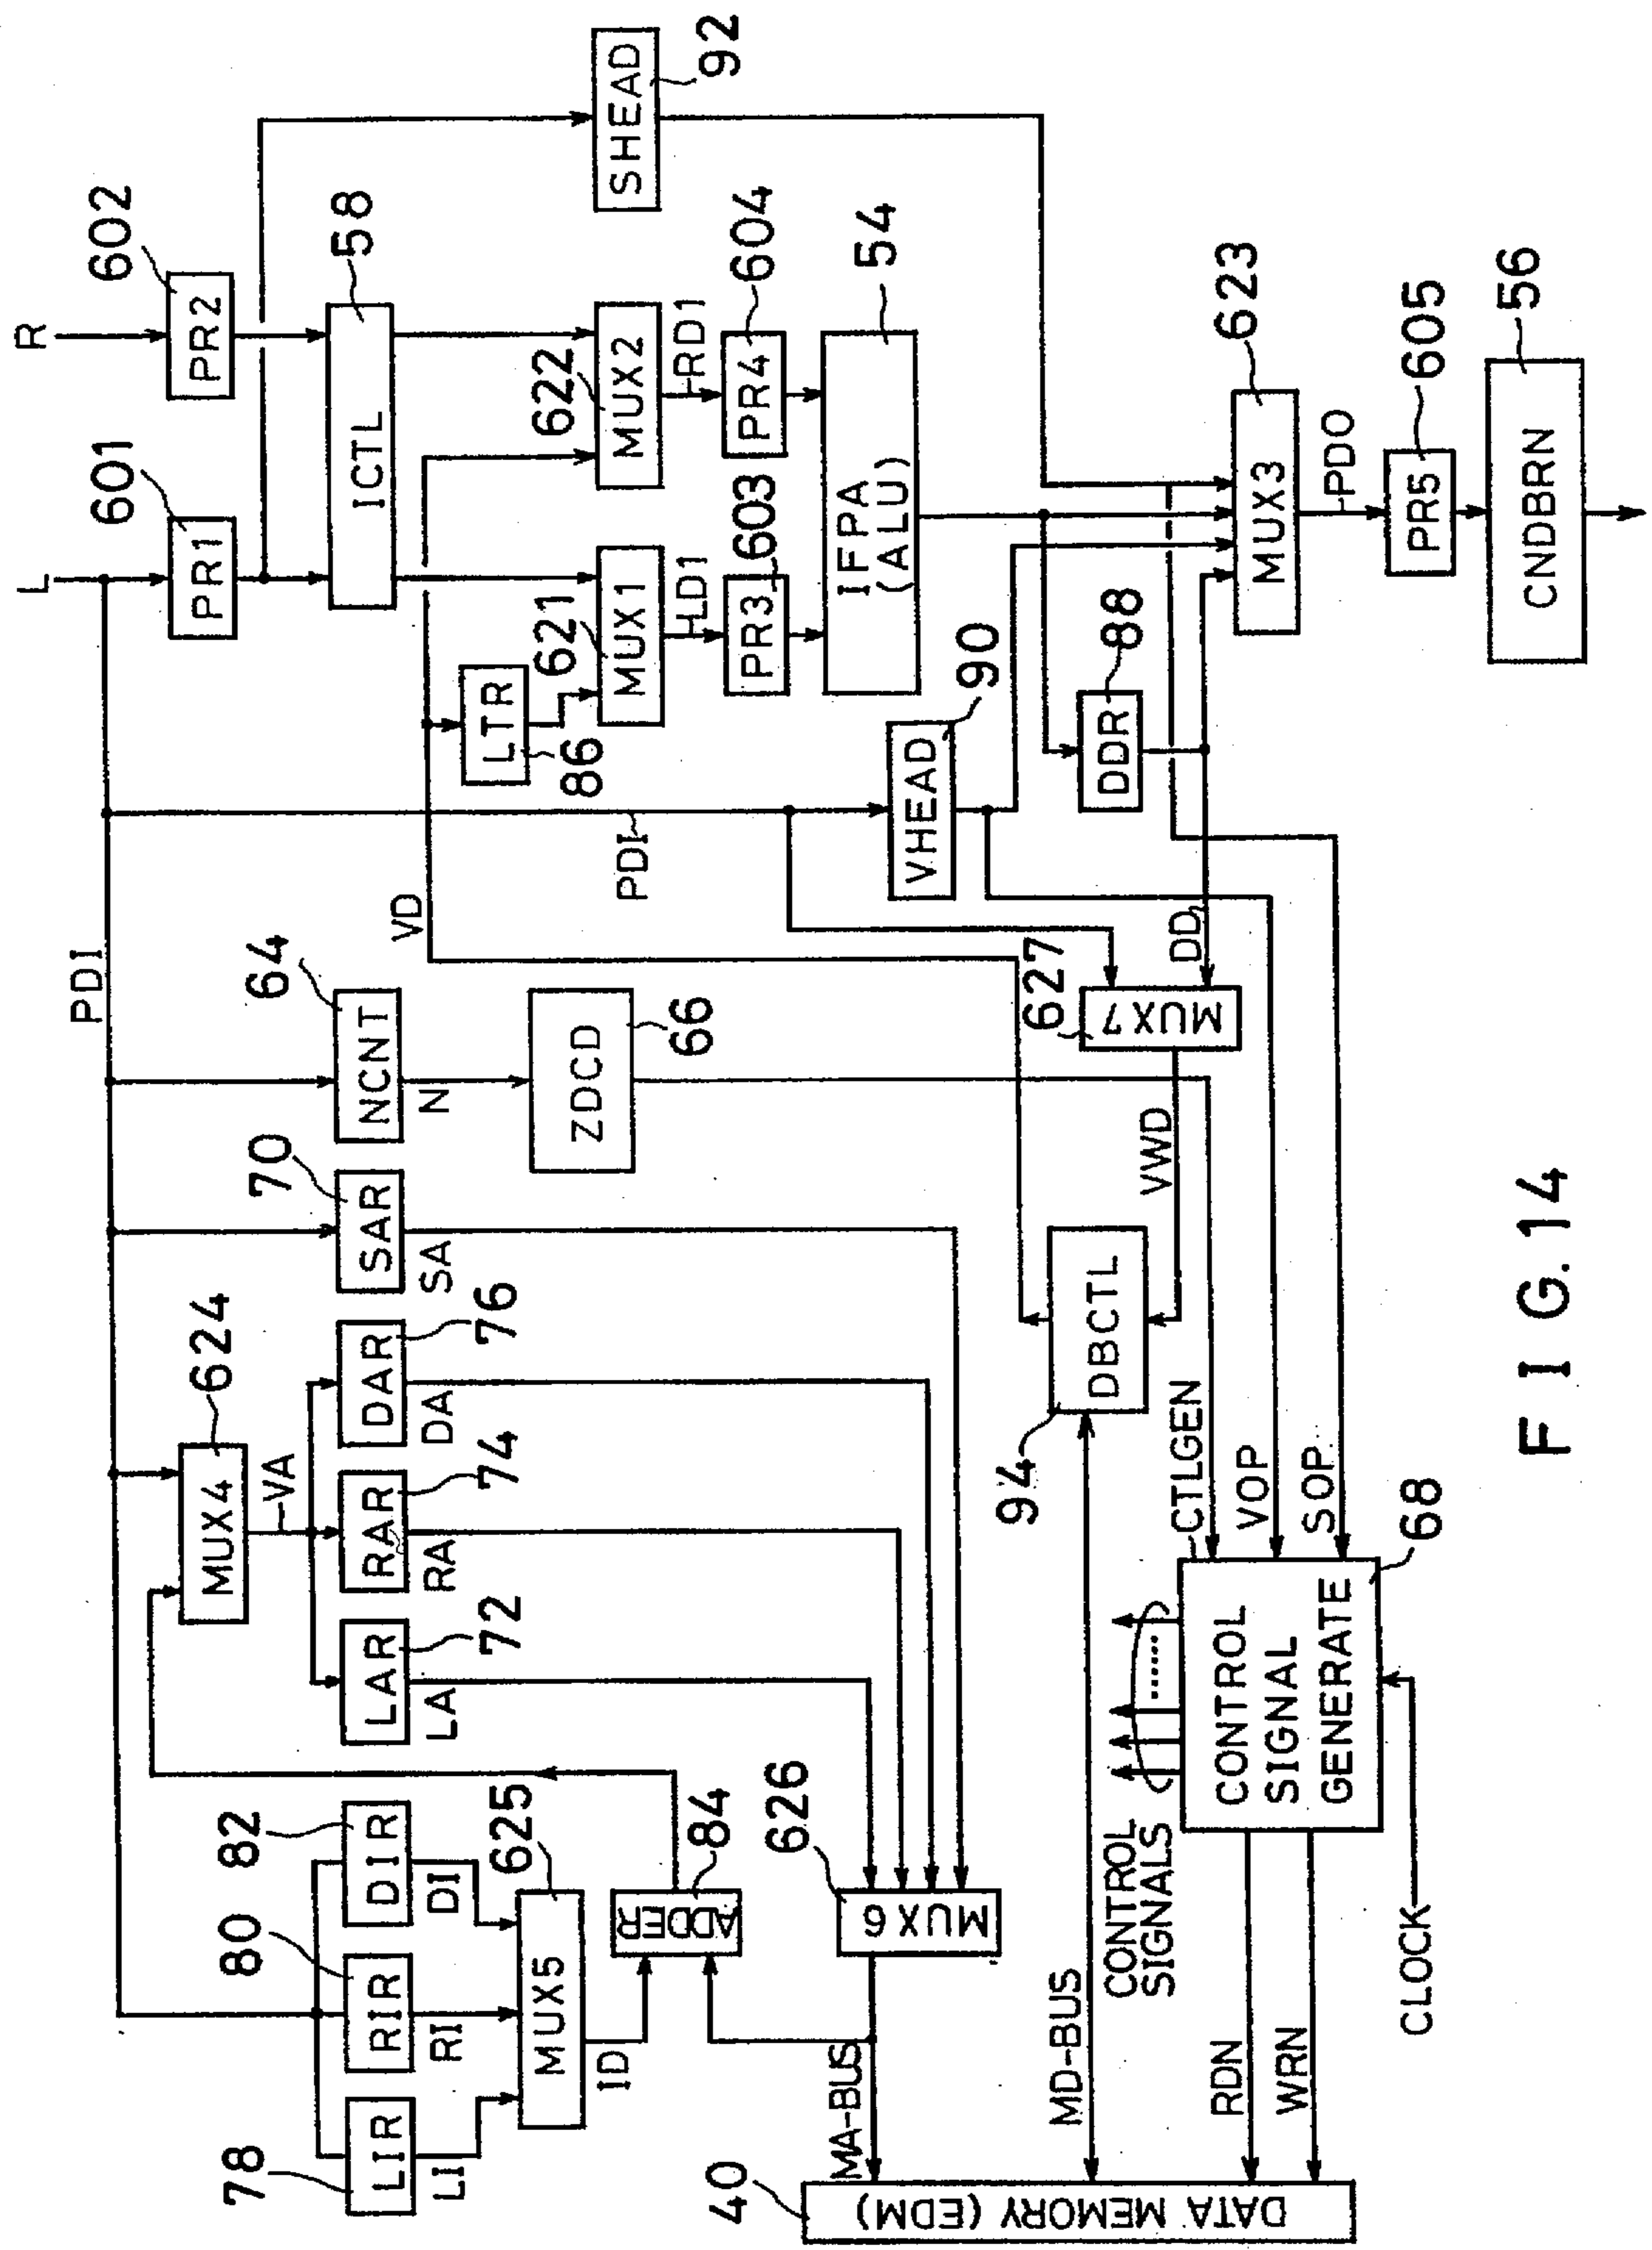 L
R
601
PR1
602
PR2
PDI
MUX4
624
VA
ICTL
58
78
LIR
LI
80
RIR
RI
82
DIR
DI
LAR
72
LA
RAR
74
RA
DAR
76
DA
SAR
70
SA
NCNT
64
N
ZDCD
66
VD
LTR
86
MUX1
621
LD1
MUX2
622
RD1
SHEAD
92
PR3
603
PR4
604
IFPA
(ALU)
54
MUX5
625
ID
ADDER
84
MUX6
626
PDI
VHEAD
90
DDR
88
DD
MUX7
627
VWD
DBCTL
94
MUX3
623
PDO
PR5
605
CNDBRN
56
DATA MEMORY (EDM)
40
MA-BUS
MD-BUS
RDN
WRN
CONTROL
SIGNALS
CTLGEN
VOP
SOP
CONTROL
SIGNAL
GENERATE
68
CLOCK
FIG.14